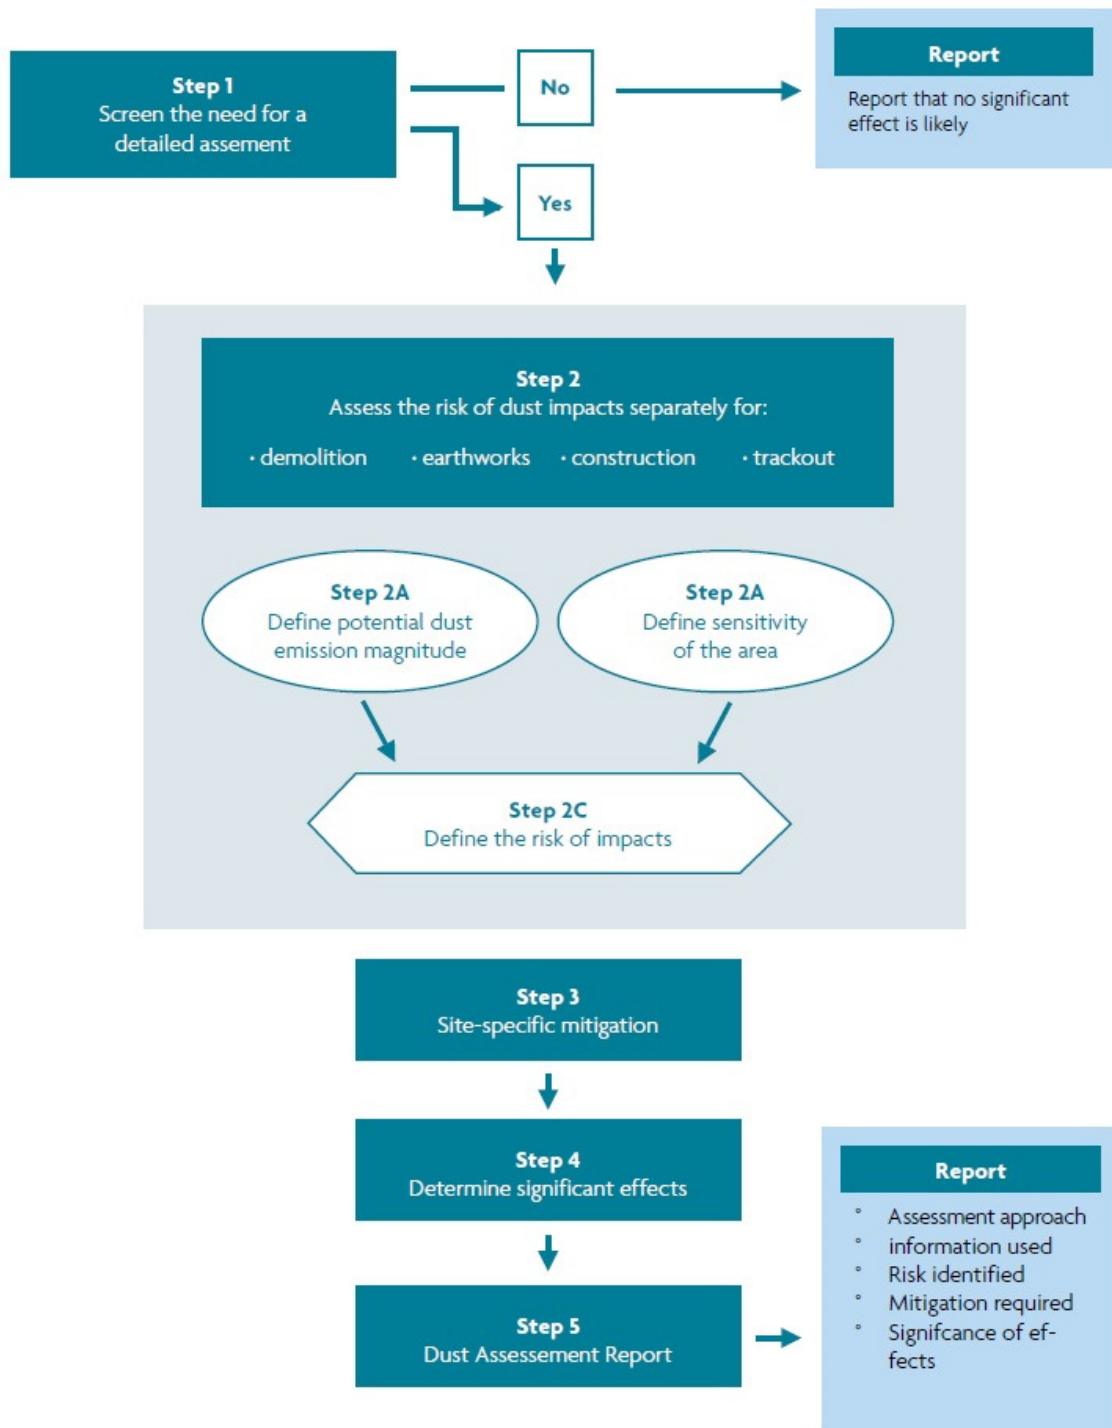 Step 1
Screen the need for a
detailed assement
No
Report
Report that no significant
effect is likely
Yes
Step 2
Assess the risk of dust impacts separately for:
· demolition · earthworks · construction · trackout
Step 2A
Define potential dust
emission magnitude
Step 2A
Define sensitivity
of the area
Step 2C
Define the risk of impacts
Step 3
Site-specific mitigation
Step 4
Determine significant effects
Step 5
Dust Assessement Report
Report
° Assessment approach
° information used
° Risk identified
° Mitigation required
° Signifcance of ef-
fects